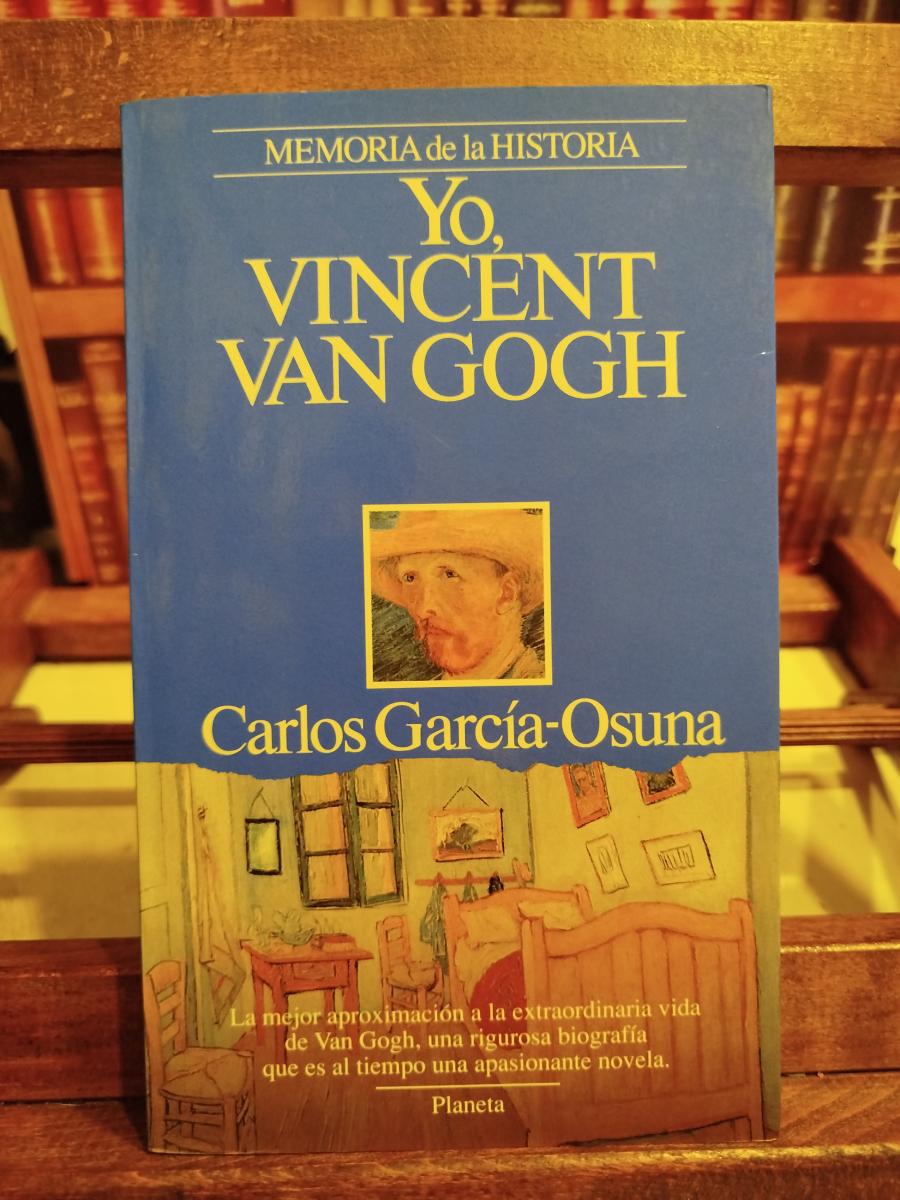 MEMORIA de la HISTORIA
Yo,
VINCENT
VAN GOGH
Carlos García-Osuna
La mejor aproximación a la extraordinaria vida
de Van Gogh, una rigurosa biografía
que es al tiempo una apasionante novela.
Planeta